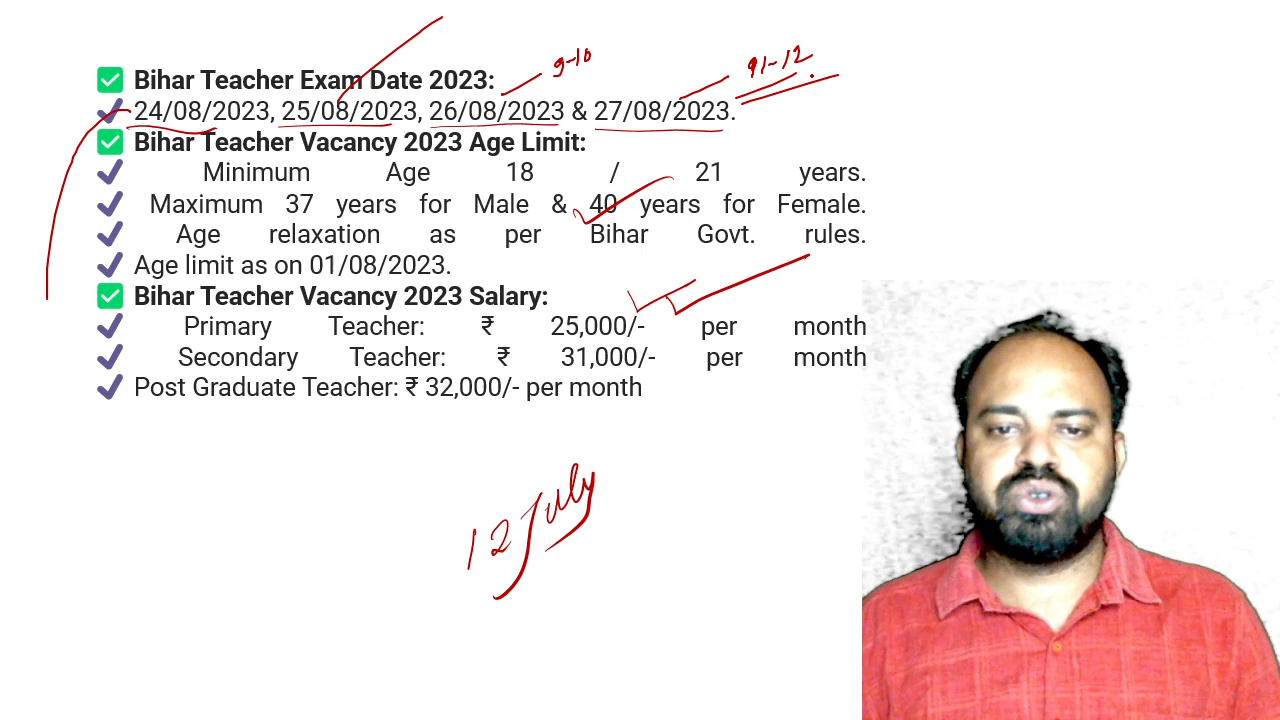 9-10
11-12
✅ Bihar Teacher Exam Date 2023:
✔ 24/08/2023, 25/08/2023, 26/08/2023 & 27/08/2023.
✅ Bihar Teacher Vacancy 2023 Age Limit:
✔ Minimum Age 18 / 21 years.
✔ Maximum 37 years for Male & 40 years for Female.
✔ Age relaxation as per Bihar Govt. rules.
✔ Age limit as on 01/08/2023.
✅ Bihar Teacher Vacancy 2023 Salary:
✔ Primary Teacher: ₹ 25,000/- per month
✔ Secondary Teacher: ₹ 31,000/- per month
✔ Post Graduate Teacher: ₹ 32,000/- per month
12 July